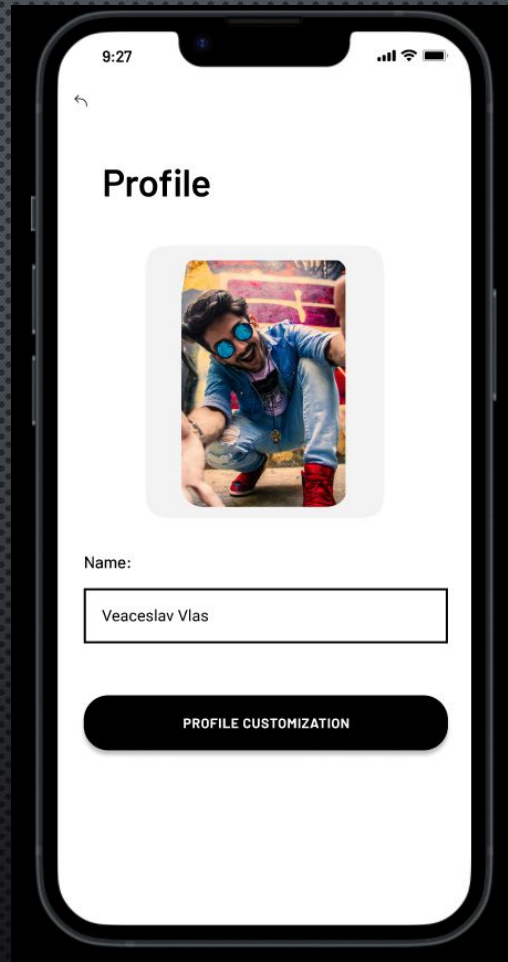 9:27
Profile
Name:
Veaceslav Vlas
PROFILE CUSTOMIZATION